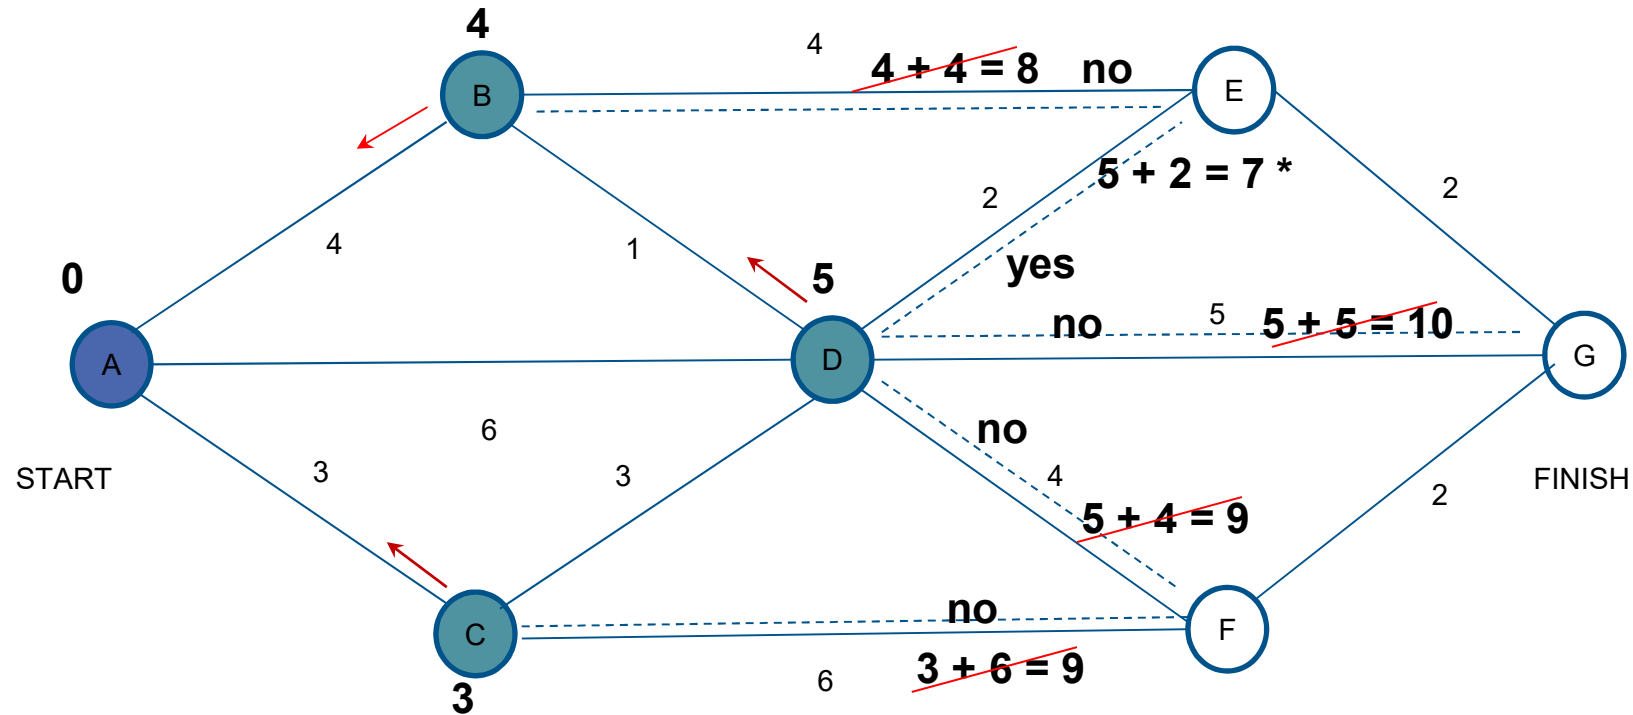 4
4
4 + 4 = 8 no
B
E
5 + 2 = 7 *
2
2
4
1
yes
0
5
no
5
5 + 5 = 10
A
D
G
6
no
START
3
3
4
FINISH
2
5 + 4 = 9
no
C
F
3 + 6 = 9
6
3